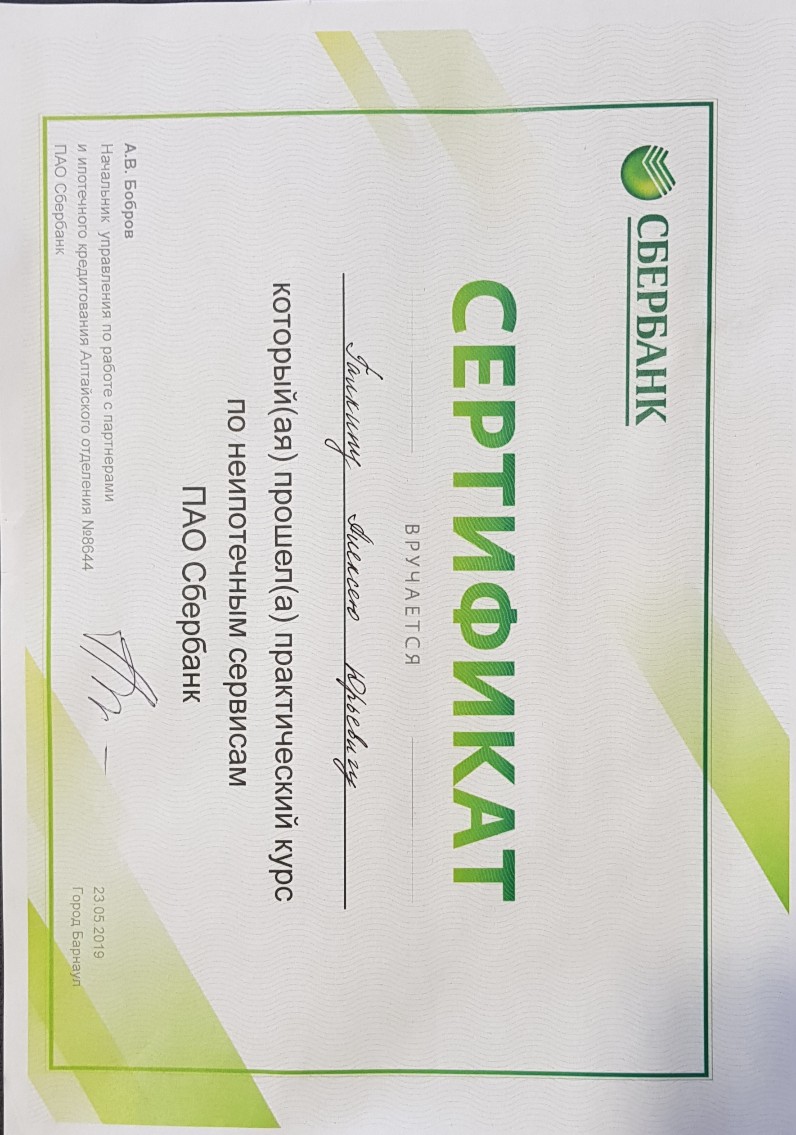 СБЕРБАНК
СЕРТИФИКАТ
ВРУЧАЕТСЯ
Галкину Алексею Юрьевичу
который(ая) прошел(а) практический курс
по неипотечным сервисам
ПАО Сбербанк
А.В. Бобров
Начальник управления по работе с партнерами
и ипотечного кредитования Алтайского отделения №8644
ПАО Сбербанк
23.05.2019
Город Барнаул